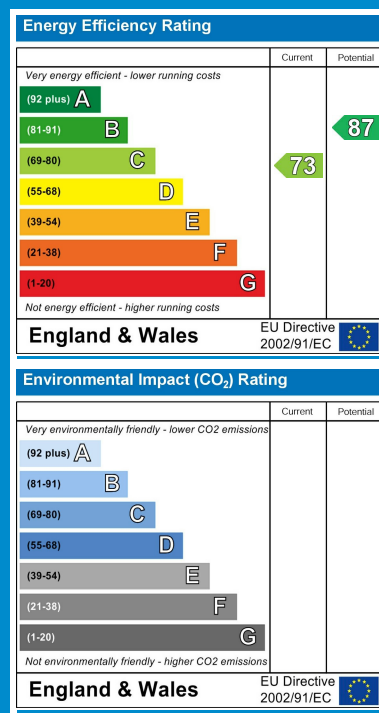 Energy Efficiency Rating
Current Potential
Very energy efficient - lower running costs
(92 plus) A
(81-91) B
87
(69-80) C
73
(55-68) D
(39-54) E
(21-38) F
(1-20) G
Not energy efficient - higher running costs
England & Wales
EU Directive
2002/91/EC
Environmental Impact (CO₂) Rating
Current Potential
Very environmentally friendly - lower CO2 emissions
(92 plus) A
(81-91) B
(69-80) C
(55-68) D
(39-54) E
(21-38) F
(1-20) G
Not environmentally friendly - higher CO2 emissions
England & Wales
EU Directive
2002/91/EC